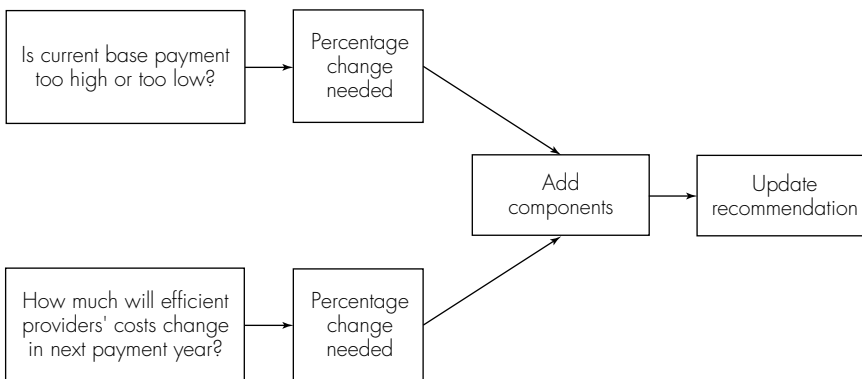 Is current base payment
too high or too low?
Percentage
change
needed
Add
components
Update
recommendation
How much will efficient
providers' costs change
in next payment year?
Percentage
change
needed